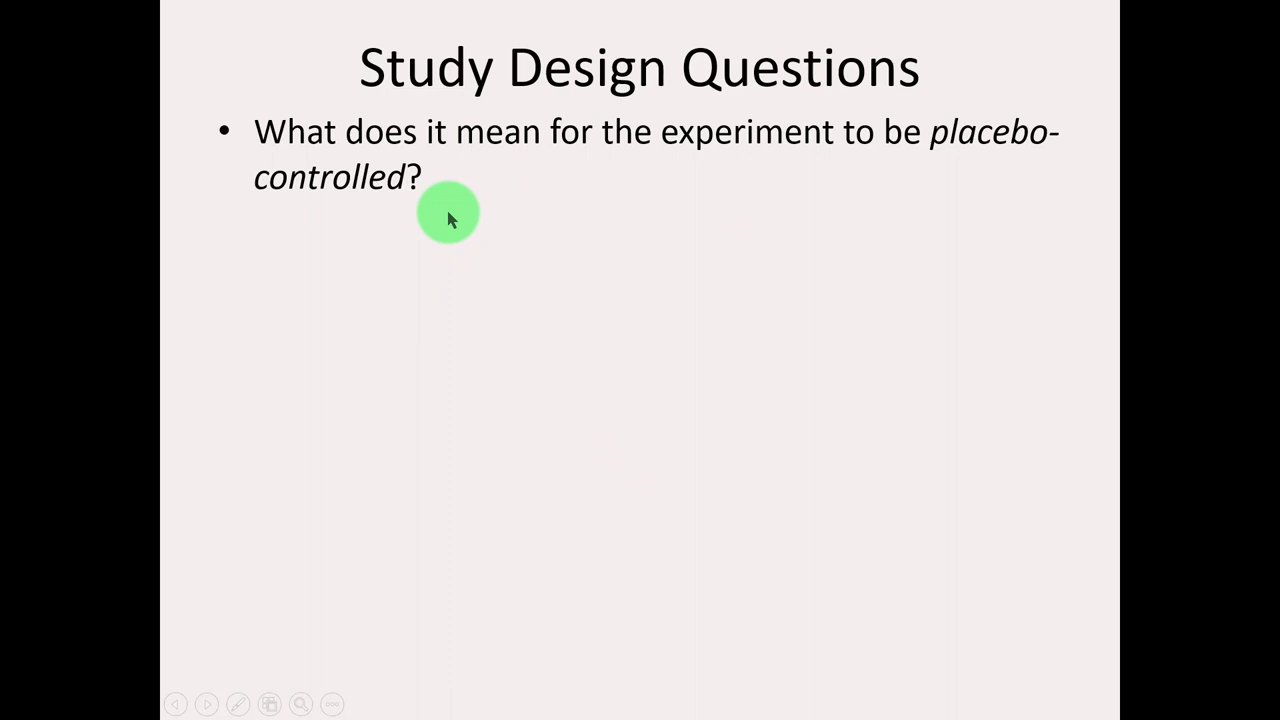 Study Design Questions
• What does it mean for the experiment to be placebo-
controlled?